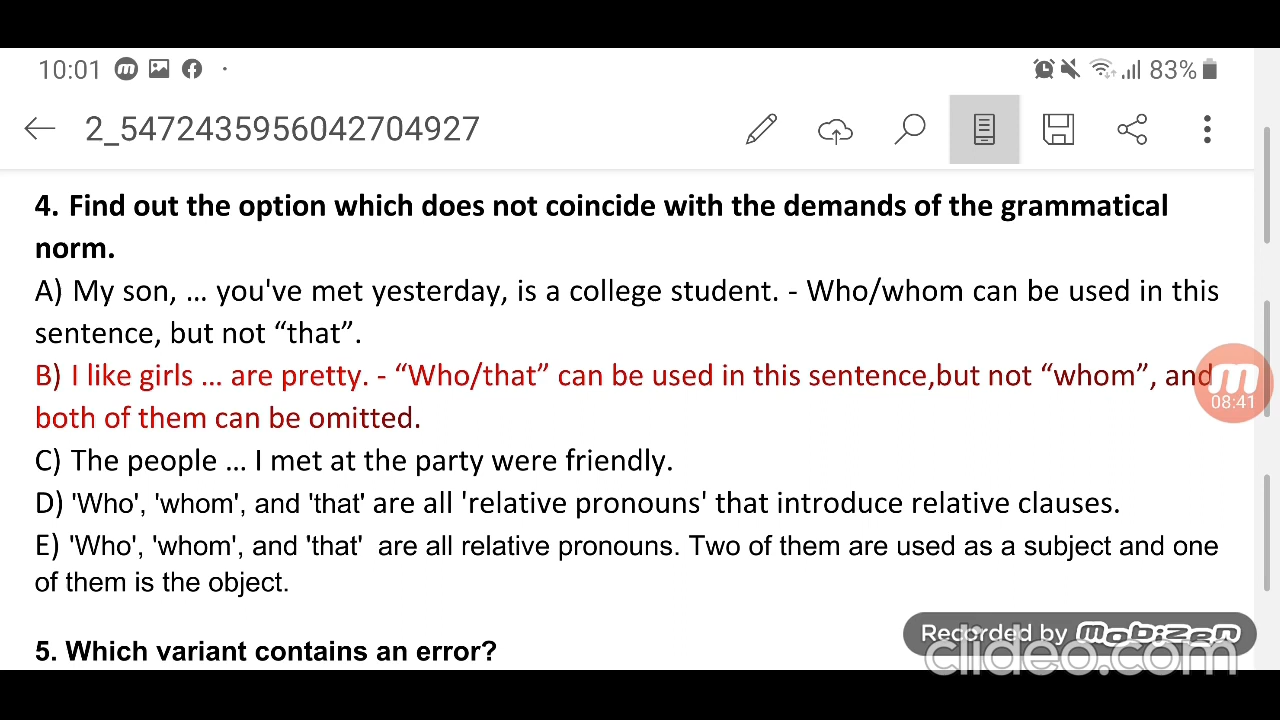 10:01 83%
2_5472435956042704927
4. Find out the option which does not coincide with the demands of the grammatical
norm.
A) My son, ... you've met yesterday, is a college student. - Who/whom can be used in this
sentence, but not “that”.
B) I like girls ... are pretty. - “Who/that” can be used in this sentence,but not “whom”, and
both of them can be omitted.
08:41
C) The people ... I met at the party were friendly.
D) 'Who', 'whom', and 'that' are all 'relative pronouns' that introduce relative clauses.
E) 'Who', 'whom', and 'that'  are all relative pronouns. Two of them are used as a subject and one
of them is the object.
Recorded by Mobizen
clideo.com
5. Which variant contains an error?